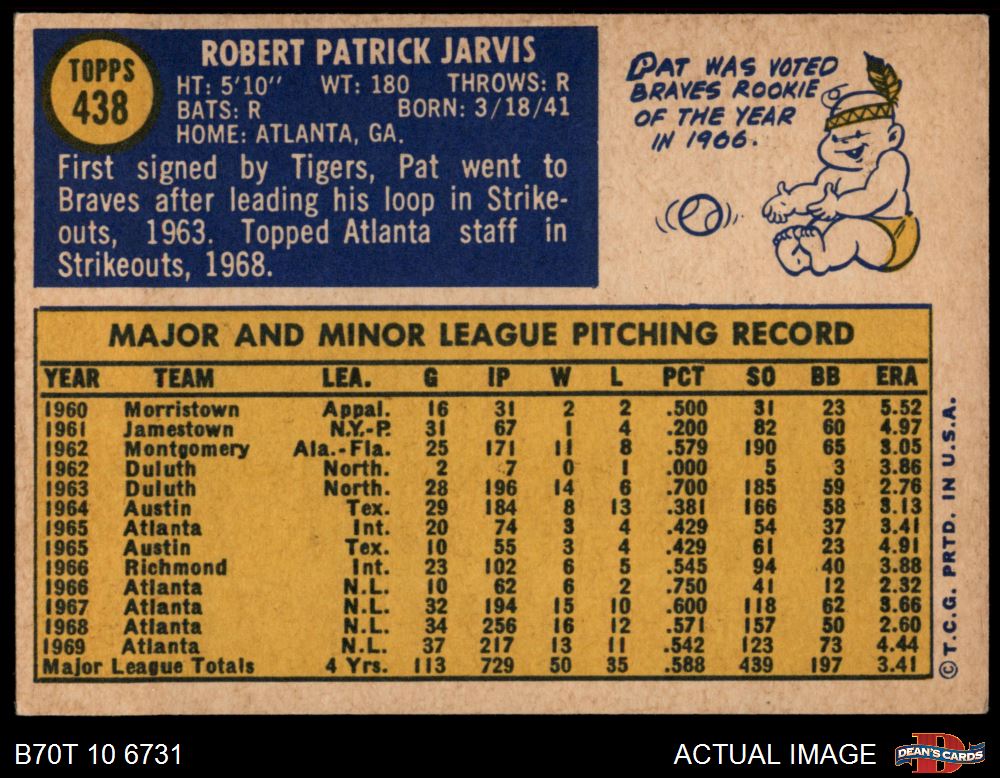 TOPPS
438
ROBERT PATRICK JARVIS
HT: 5'10" WT: 180 THROWS: R
BATS: R BORN: 3/18/41
HOME: ATLANTA, GA.
First signed by Tigers, Pat went to
Braves after leading his loop in Strike-
outs, 1963. Topped Atlanta staff in
Strikeouts, 1968.
PAT WAS VOTED
BRAVES ROOKIE
OF THE YEAR
IN 1966.
MAJOR AND MINOR LEAGUE PITCHING RECORD
YEAR TEAM LEA. G IP W L PCT SO BB ERA
1960 Morristown Appal. 16 31 2 2 .500 31 23 5.52
1961 Jamestown N.Y.-P. 31 67 1 4 .200 82 60 4.97
1962 Montgomery Ala.-Fla. 25 171 11 8 .579 190 65 3.05
1962 Duluth North. 2 7 0 1 .000 5 3 3.86
1963 Duluth North. 28 196 14 6 .700 185 59 2.76
1964 Austin Tex. 29 184 8 13 .381 166 58 3.13
1965 Atlanta Int. 20 74 3 4 .429 54 37 3.41
1965 Austin Tex. 10 55 3 4 .429 61 23 4.91
1966 Richmond Int. 23 102 6 5 .545 94 40 3.88
1966 Atlanta N.L. 10 62 6 2 .750 41 12 2.32
1967 Atlanta N.L. 32 194 15 10 .600 118 62 3.66
1968 Atlanta N.L. 34 256 16 12 .571 157 50 2.60
1969 Atlanta N.L. 37 217 13 11 .542 123 73 4.44
Major League Totals 4 Yrs. 113 729 50 35 .588 439 197 3.41
© T.C.G. PRTD. IN U.S.A.
B70T 10 6731
ACTUAL IMAGE
D
DEAN'S CARDS